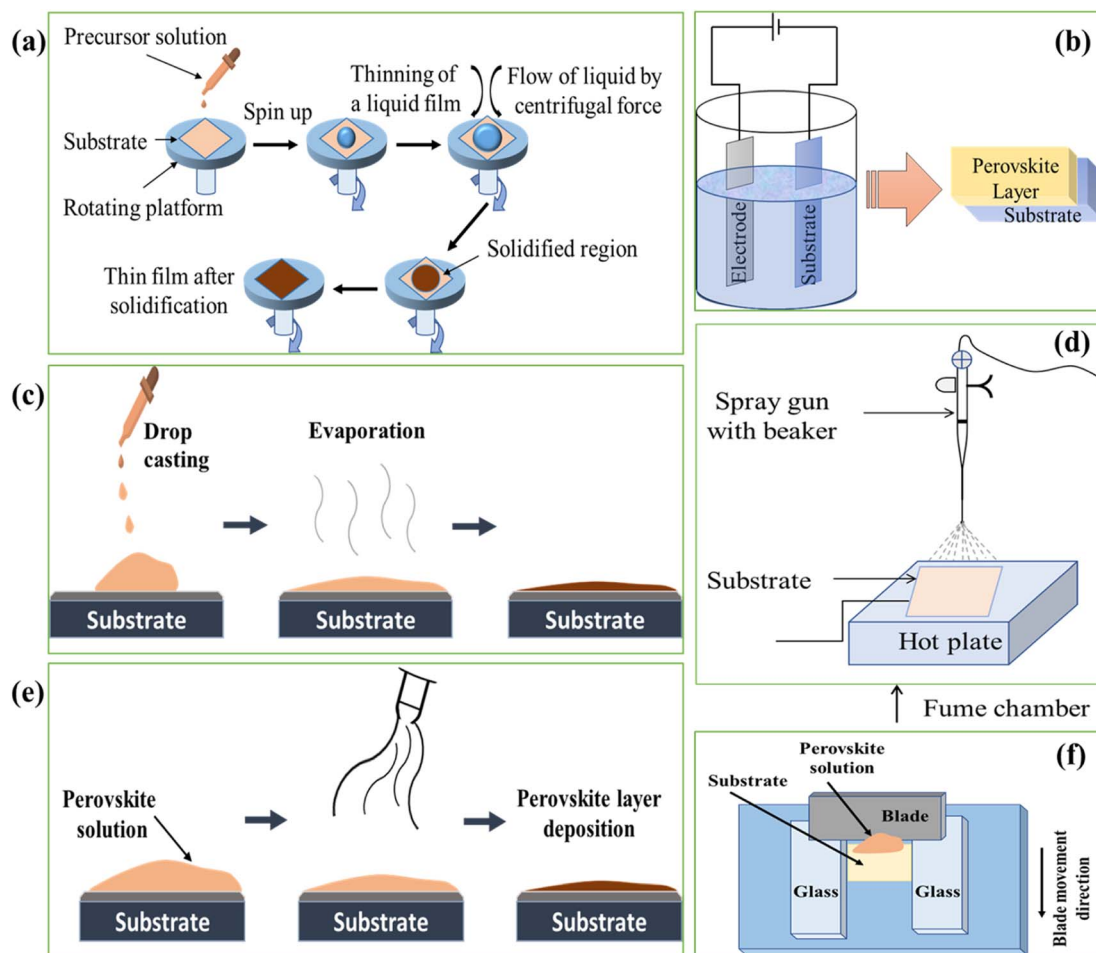 (a)
Precursor solution
Substrate
Rotating platform
Spin up
Thinning of
a liquid film
Flow of liquid by
centrifugal force
Solidified region
Thin film after
solidification
(b)
Electrode
Substrate
Perovskite
Layer
Substrate
(c)
Drop
casting
Evaporation
Substrate
Substrate
Substrate
(d)
Spray gun
with beaker
Substrate
Hot plate
Fume chamber
(e)
Perovskite
solution
Perovskite layer
deposition
Substrate
Substrate
Substrate
(f)
Perovskite
solution
Substrate
Blade
Glass
Glass
Blade movement
direction